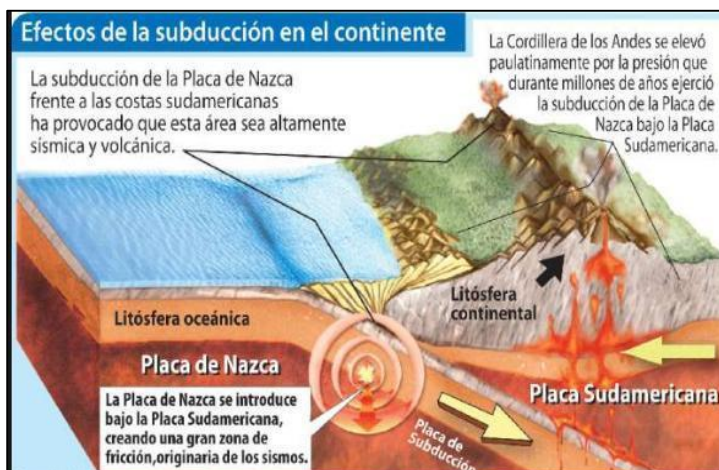 Efectos de la subducción en el continente
La subducción de la Placa de Nazca
frente a las costas sudamericanas
ha provocado que esta área sea altamente
sísmica y volcánica.
La Cordillera de los Andes se elevó
paulatinamente por la presión que
durante millones de años ejerció
la subducción de la Placa de
Nazca bajo la Placa
Sudamericana.
Litósfera oceánica
Litósfera
continental
Placa de Nazca
Placa Sudamericana
La Placa de Nazca se introduce
bajo la Placa Sudamericana,
creando una gran zona de
fricción,originaria de los sismos.
Placa de
Subducción